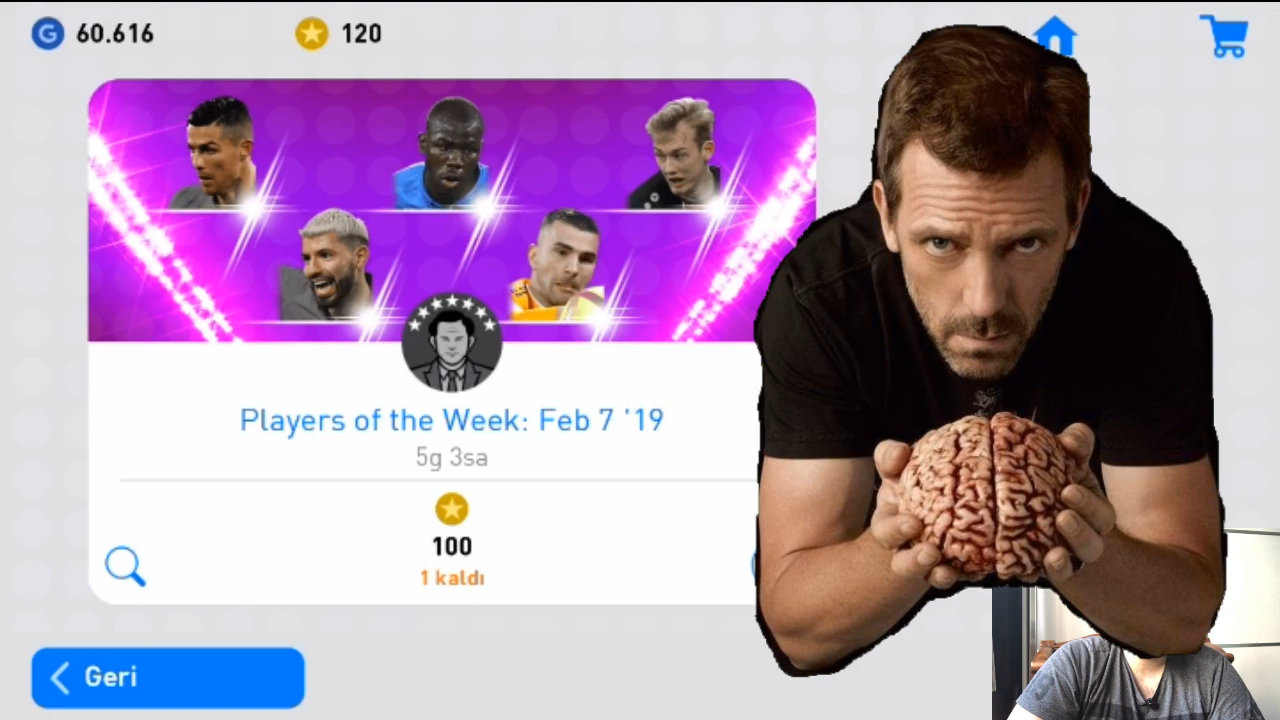 60.616
120
Players of the Week: Feb 7 '19
5g 3sa
100
1 kaldı
Geri